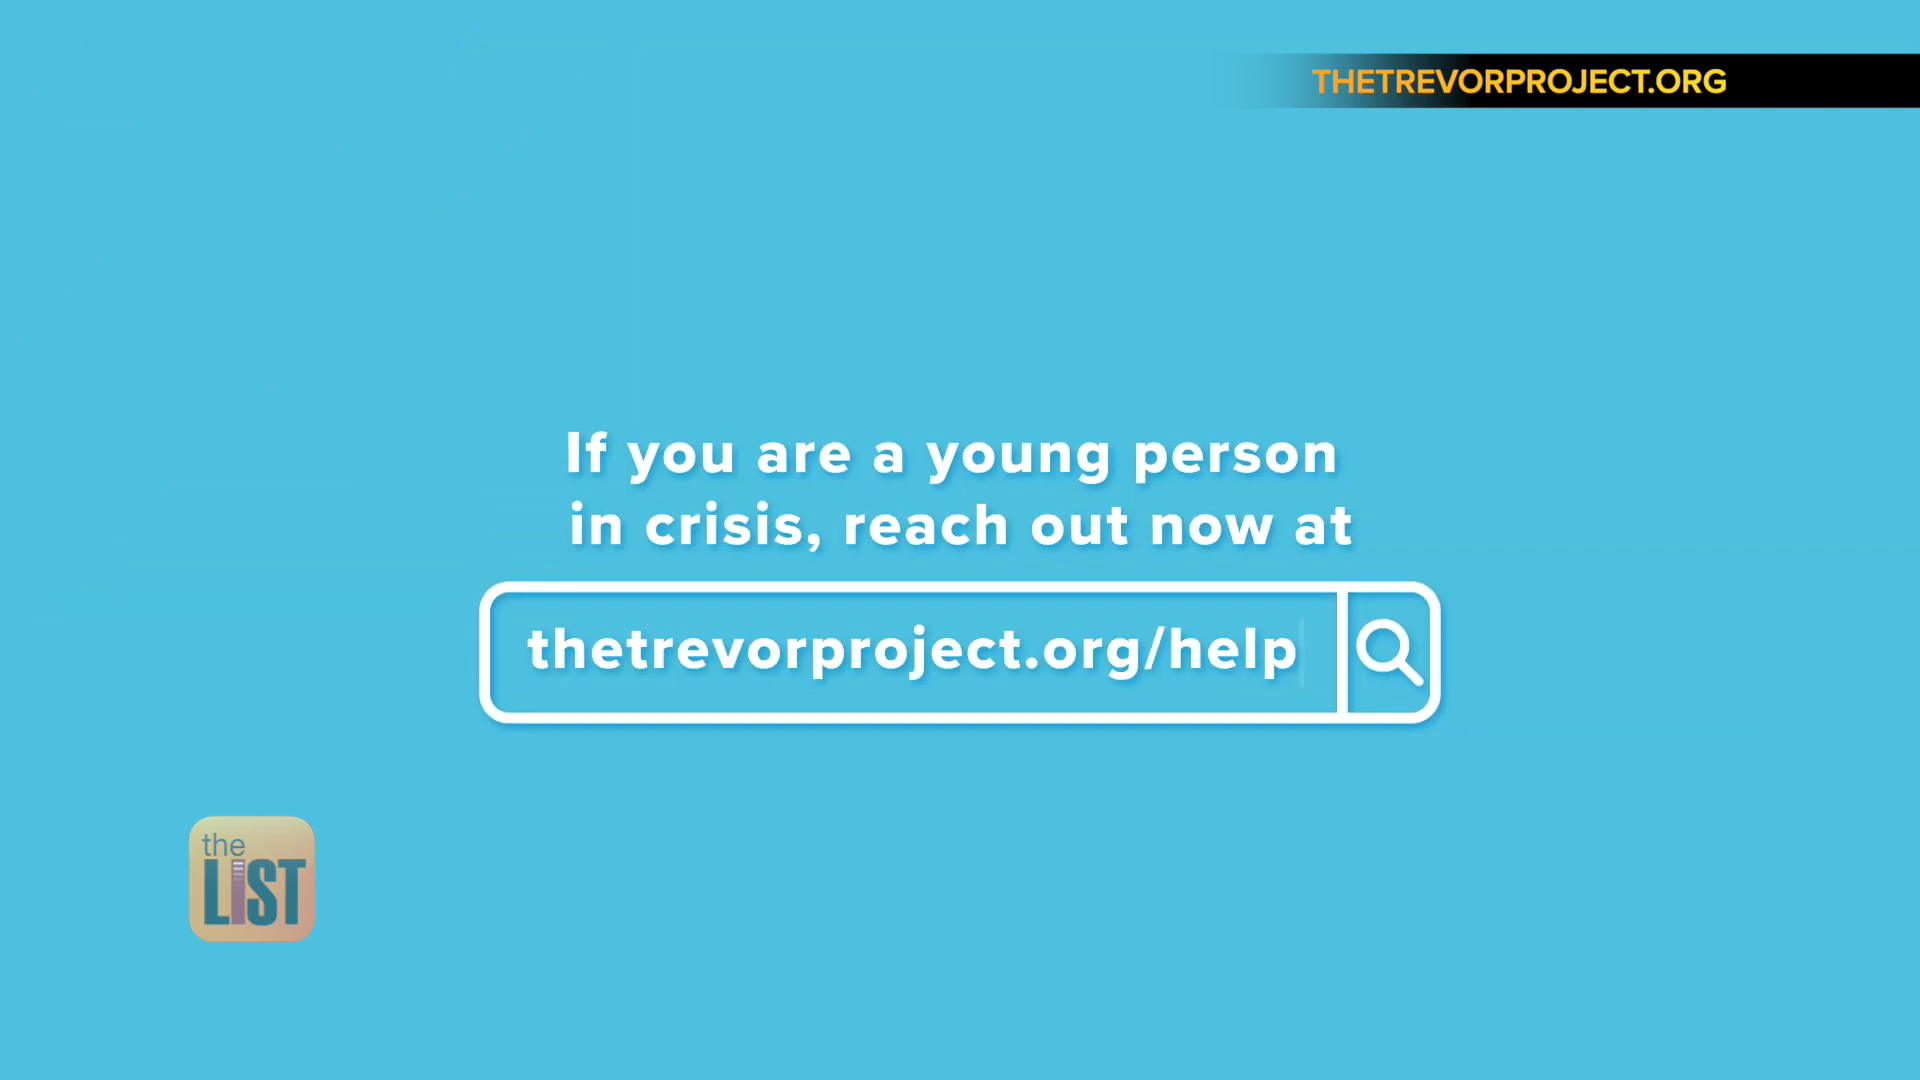 THETREVORPROJECT.ORG
If you are a young person
in crisis, reach out now at
thetrevorproject.org/help
the
LIST